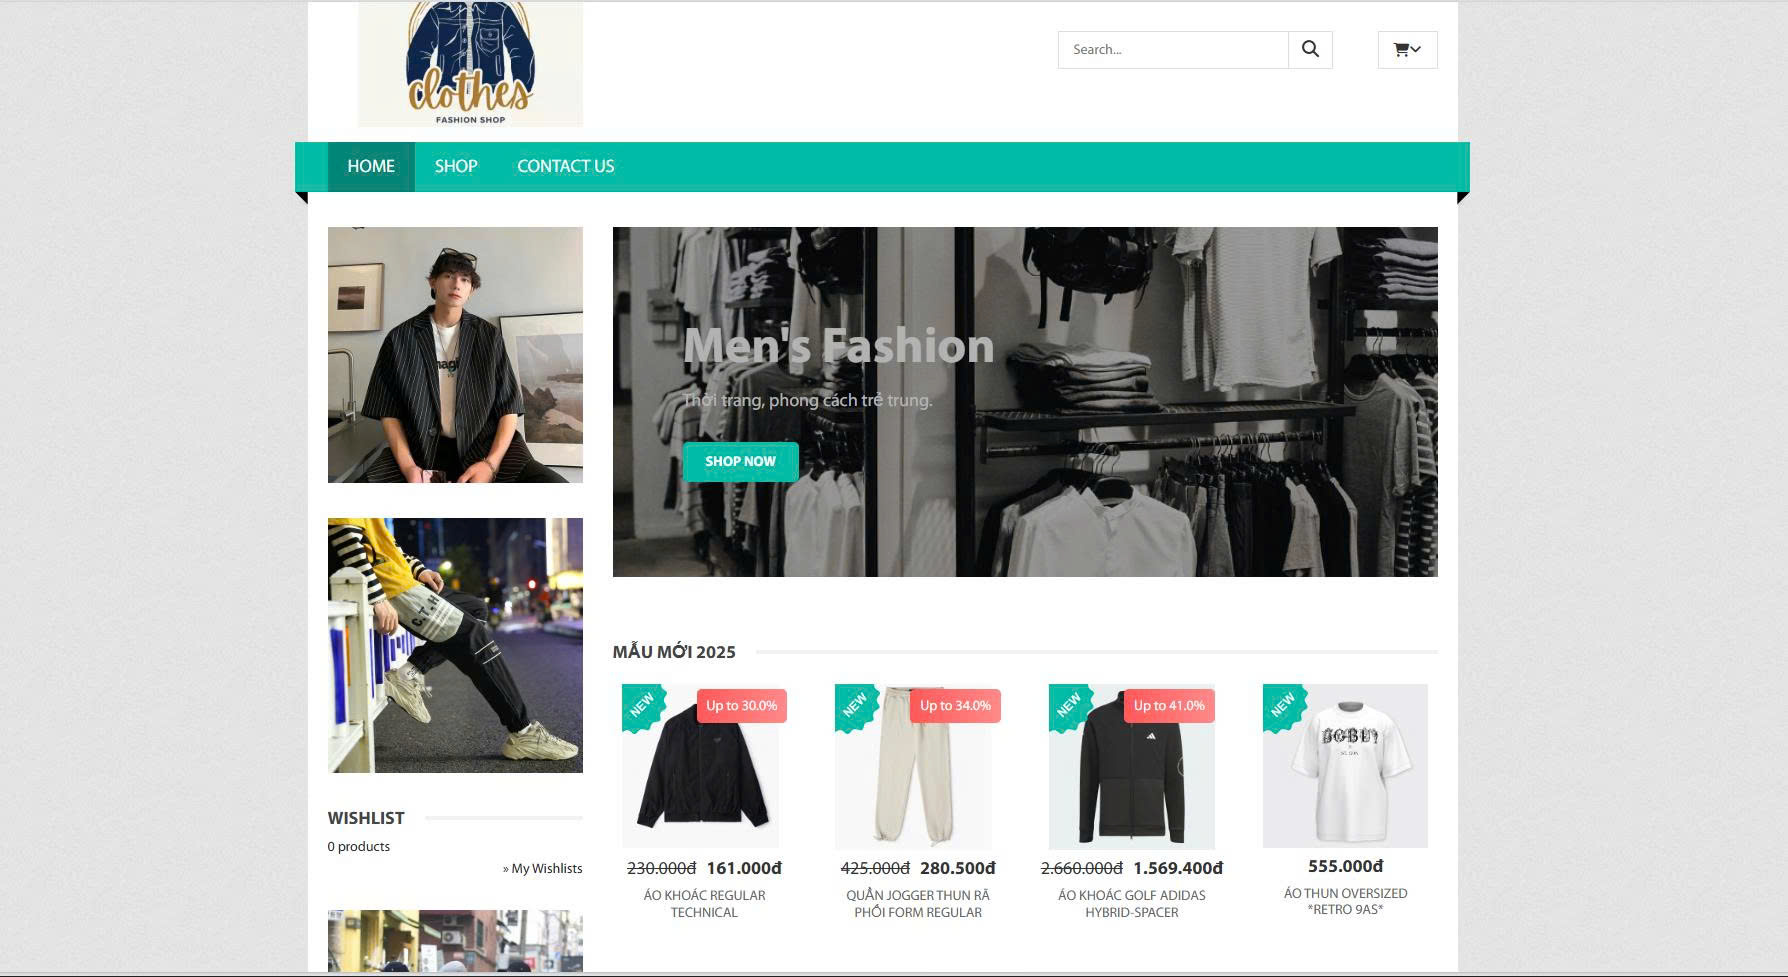 clothes
FASHION SHOP
Search...
HOME
SHOP
CONTACT US
Men's Fashion
Thời trang, phong cách trẻ trung.
SHOP NOW
C.T.H
MẪU MỚI 2025
NEW
Up to 30.0%
230.000đ 161.000đ
ÁO KHOÁC REGULAR
TECHNICAL
NEW
Up to 34.0%
425.000đ 280.500đ
QUẦN JOGGER THUN RÃ
PHỐI FORM REGULAR
NEW
Up to 41.0%
2.660.000đ 1.569.400đ
ÁO KHOÁC GOLF ADIDAS
HYBRID-SPACER
NEW
555.000đ
ÁO THUN OVERSIZED
*RETRO 9AS*
WISHLIST
0 products
» My Wishlists